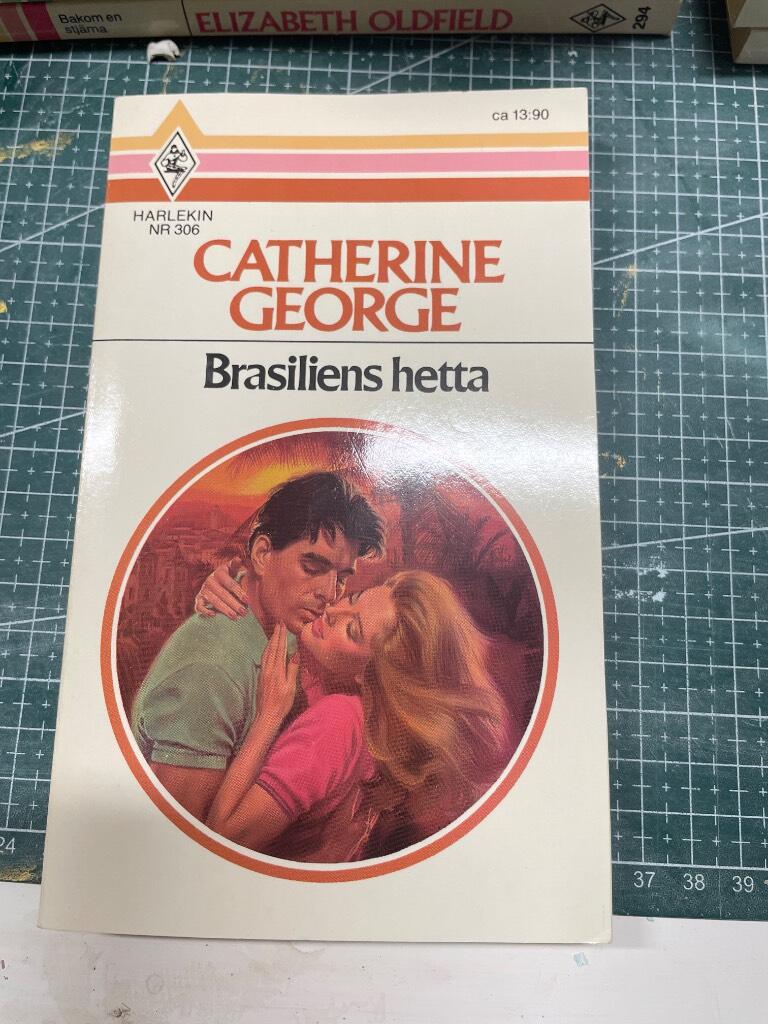 Bakom en
stjärna
ELIZABETH OLDFIELD
294
ca 13:90
HARLEKIN
NR 306
CATHERINE
GEORGE
Brasiliens hetta
24
37 38 39